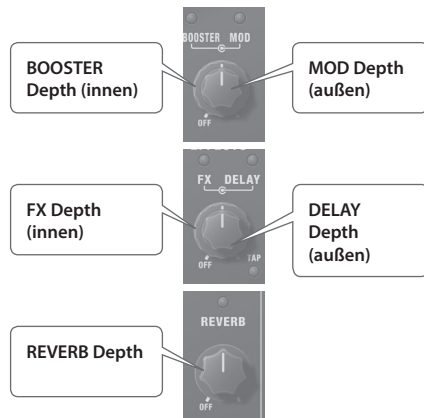 BOOSTER MOD
BOOSTER
Depth (innen)
MOD Depth
(außen)
OFF
FX DELAY
FX Depth
(innen)
DELAY
Depth
(außen)
OFF
TAP
REVERB
REVERB Depth
OFF